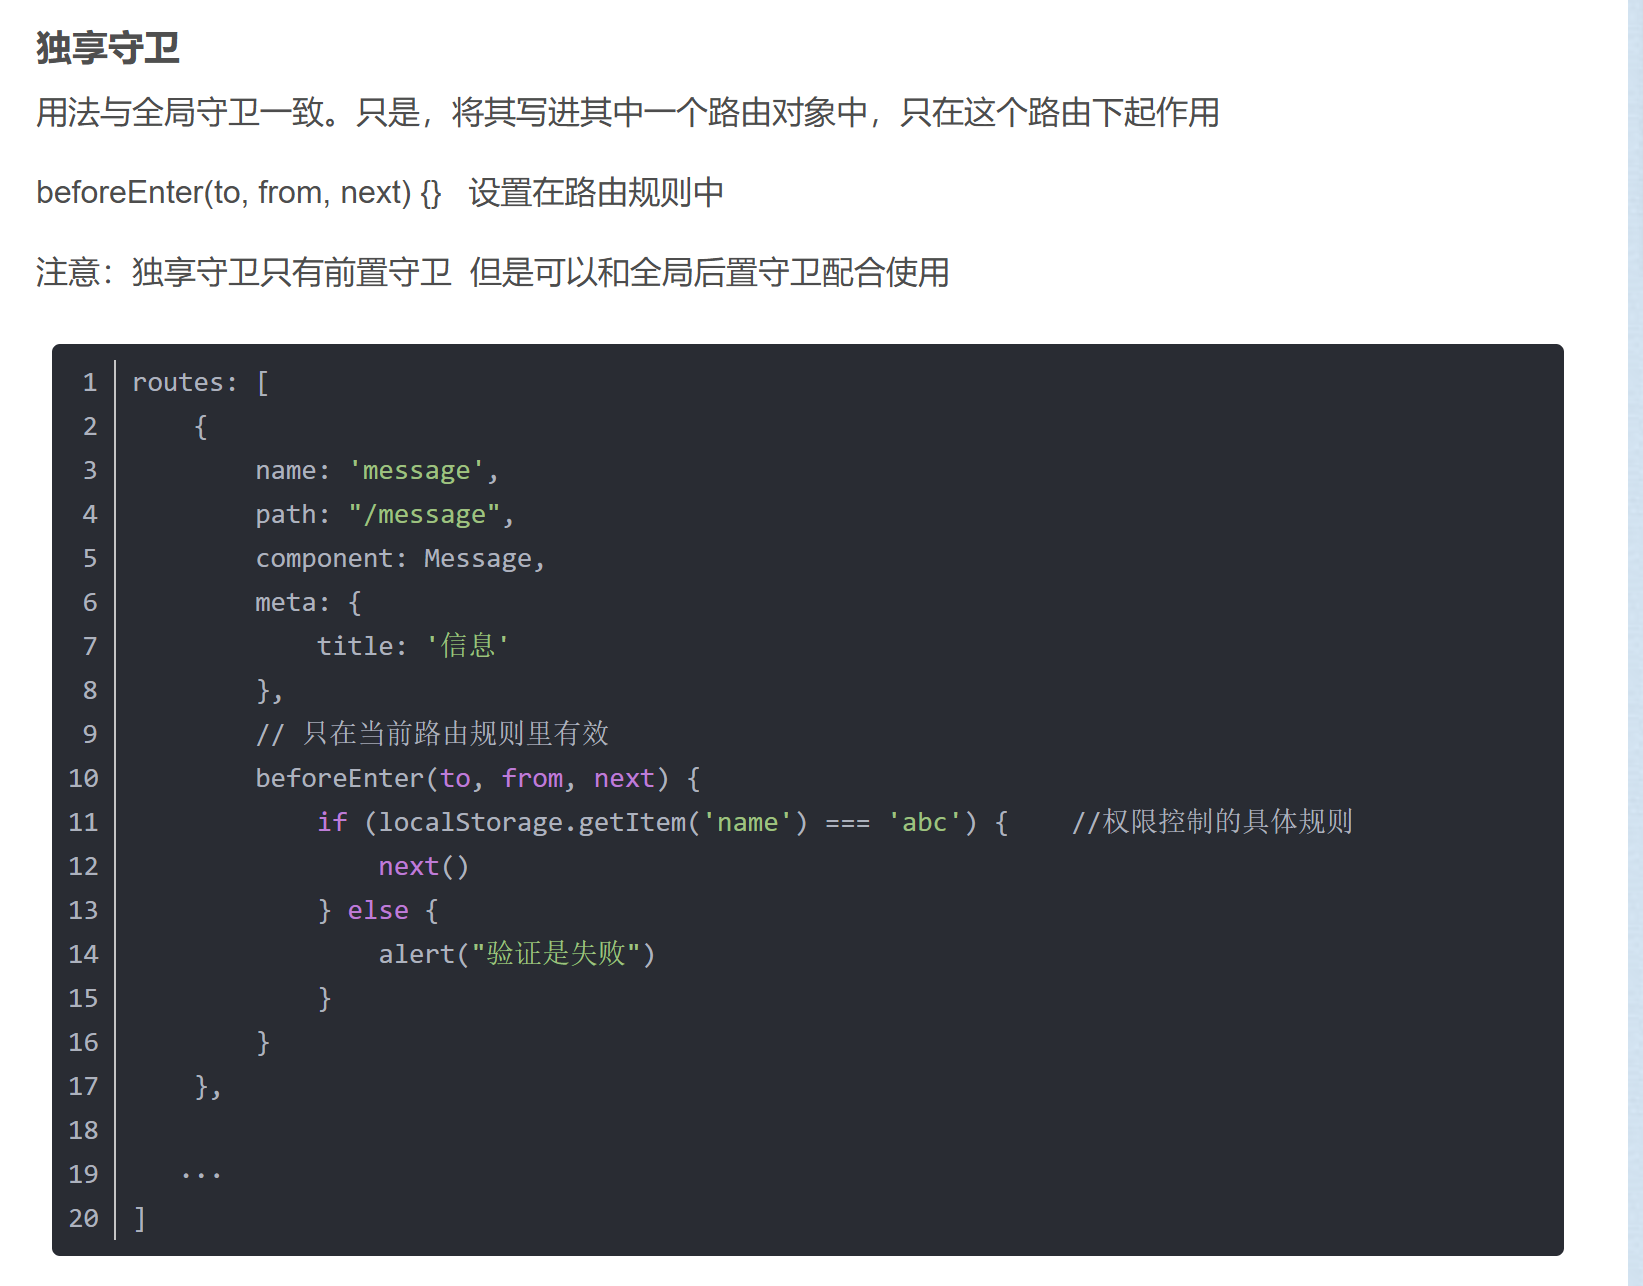 独享守卫
用法与全局守卫一致。只是，将其写进其中一个路由对象中，只在这个路由下起作用
beforeEnter(to, from, next) {}   设置在路由规则中
注意：独享守卫只有前置守卫  但是可以和全局后置守卫配合使用
1 routes: [
2     {
3         name: 'message',
4         path: "/message",
5         component: Message,
6         meta: {
7             title: '信息'
8         },
9         // 只在当前路由规则里有效
10         beforeEnter(to, from, next) {
11             if (localStorage.getItem('name') === 'abc') {    //权限控制的具体规则
12                 next()
13             } else {
14                 alert("验证是失败")
15             }
16         }
17     },
18
19    ...
20 ]